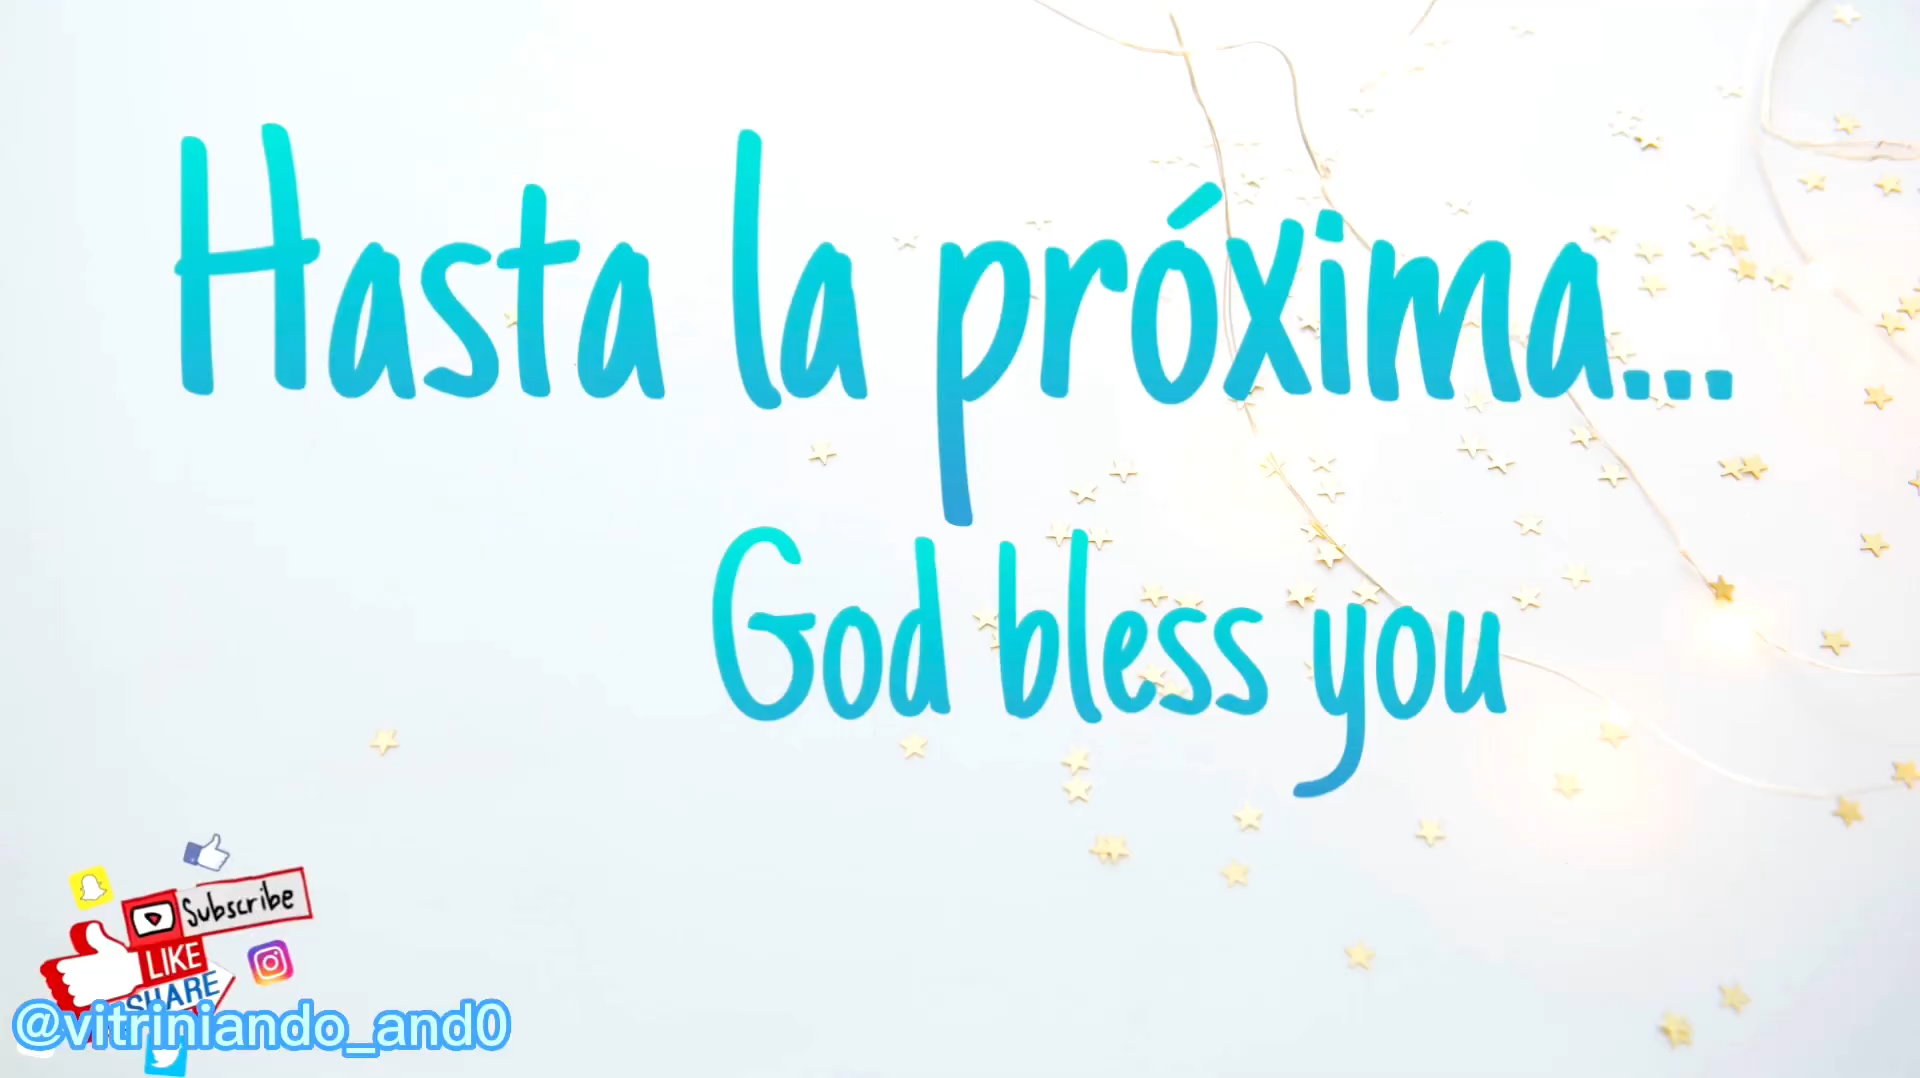 Hasta la próxima...
God bless you
Subscribe
LIKE
SHARE
@vitriniando_and0